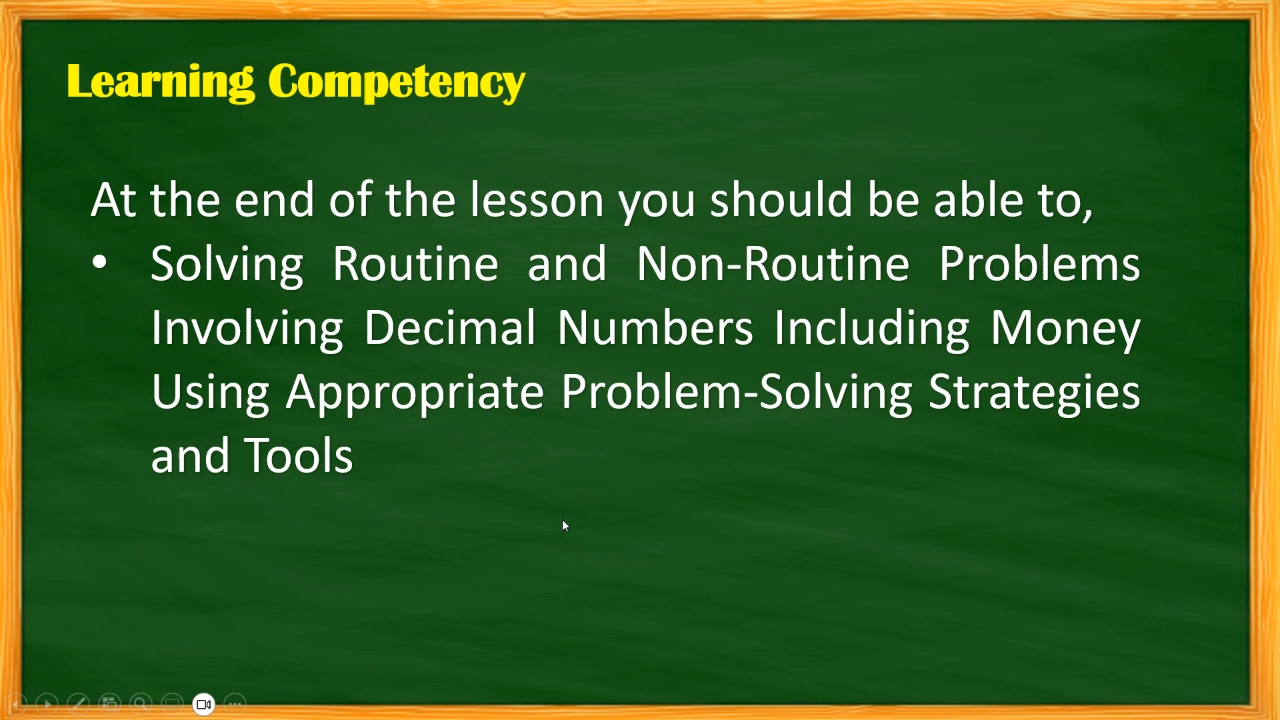 Learning Competency
At the end of the lesson you should be able to,
• Solving Routine and Non-Routine Problems
Involving Decimal Numbers Including Money
Using Appropriate Problem-Solving Strategies
and Tools